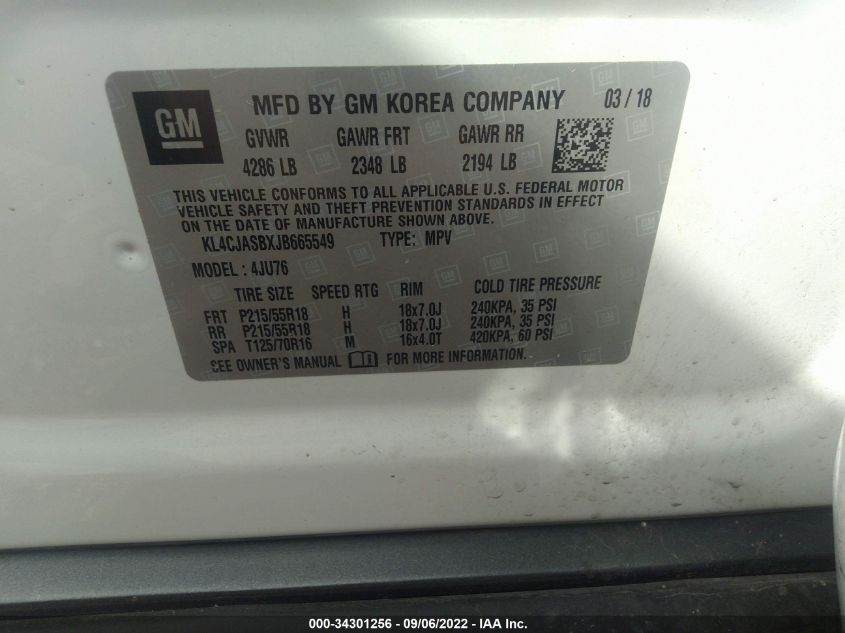 GM MFD BY GM KOREA COMPANY 03 / 18
GVWR GAWR FRT GAWR RR
4286 LB 2348 LB 2194 LB
THIS VEHICLE CONFORMS TO ALL APPLICABLE U.S. FEDERAL MOTOR
VEHICLE SAFETY AND THEFT PREVENTION STANDARDS IN EFFECT
ON THE DATE OF MANUFACTURE SHOWN ABOVE.
KL4CJASBXJB665549 TYPE: MPV
MODEL : 4JU76
TIRE SIZE SPEED RTG RIM COLD TIRE PRESSURE
FRT P215/55R18 H 18x7.0J 240KPA, 35 PSI
RR P215/55R18 H 18x7.0J 240KPA, 35 PSI
SPA T125/70R16 M 16x4.0T 420KPA, 60 PSI
SEE OWNER'S MANUAL FOR MORE INFORMATION.
000-34301256 - 09/06/2022 - IAA Inc.